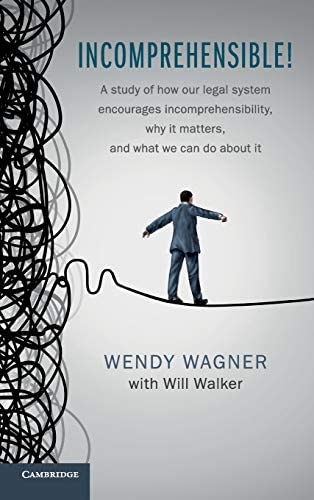 INCOMPREHENSIBLE!
A study of how our legal system
encourages incomprehensibility,
why it matters,
and what we can do about it
WENDY WAGNER
with Will Walker
CAMBRIDGE